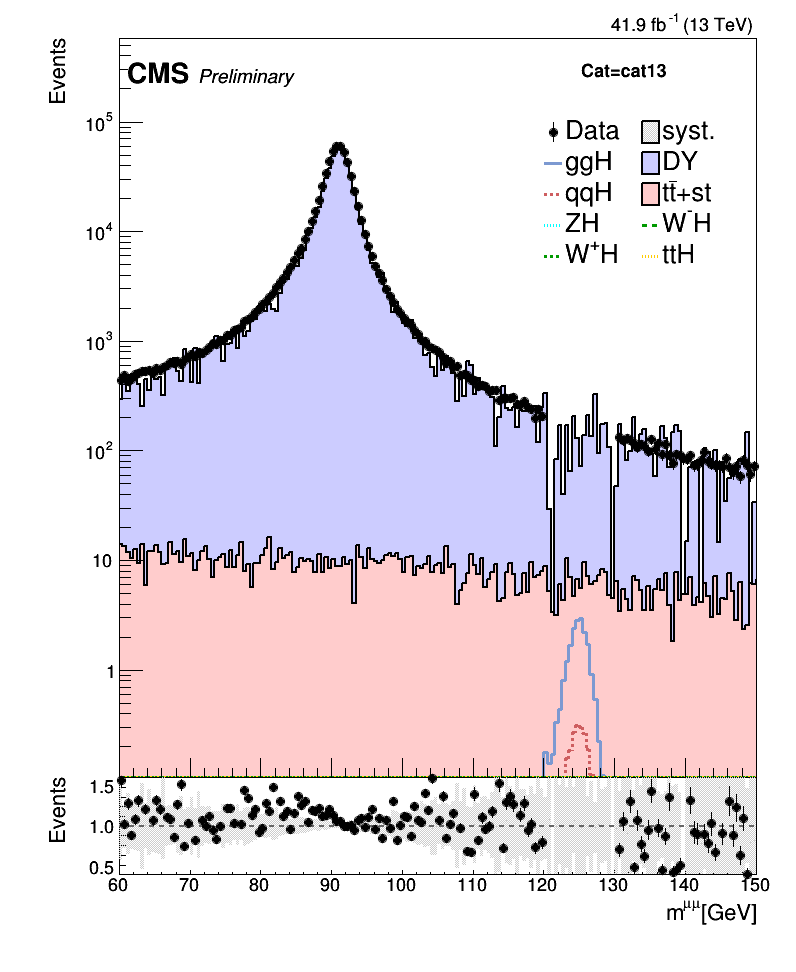 41.9 fb⁻¹ (13 TeV)
Events
CMS Preliminary
Cat=cat13
Data
syst.
ggH
DY
qqH
tt̄+st
ZH
W⁻H
W⁺H
ttH
10⁵
10⁴
10³
10²
10
1
Events
1.5
1.0
0.5
60 70 80 90 100 110 120 130 140 150
m^μμ[GeV]